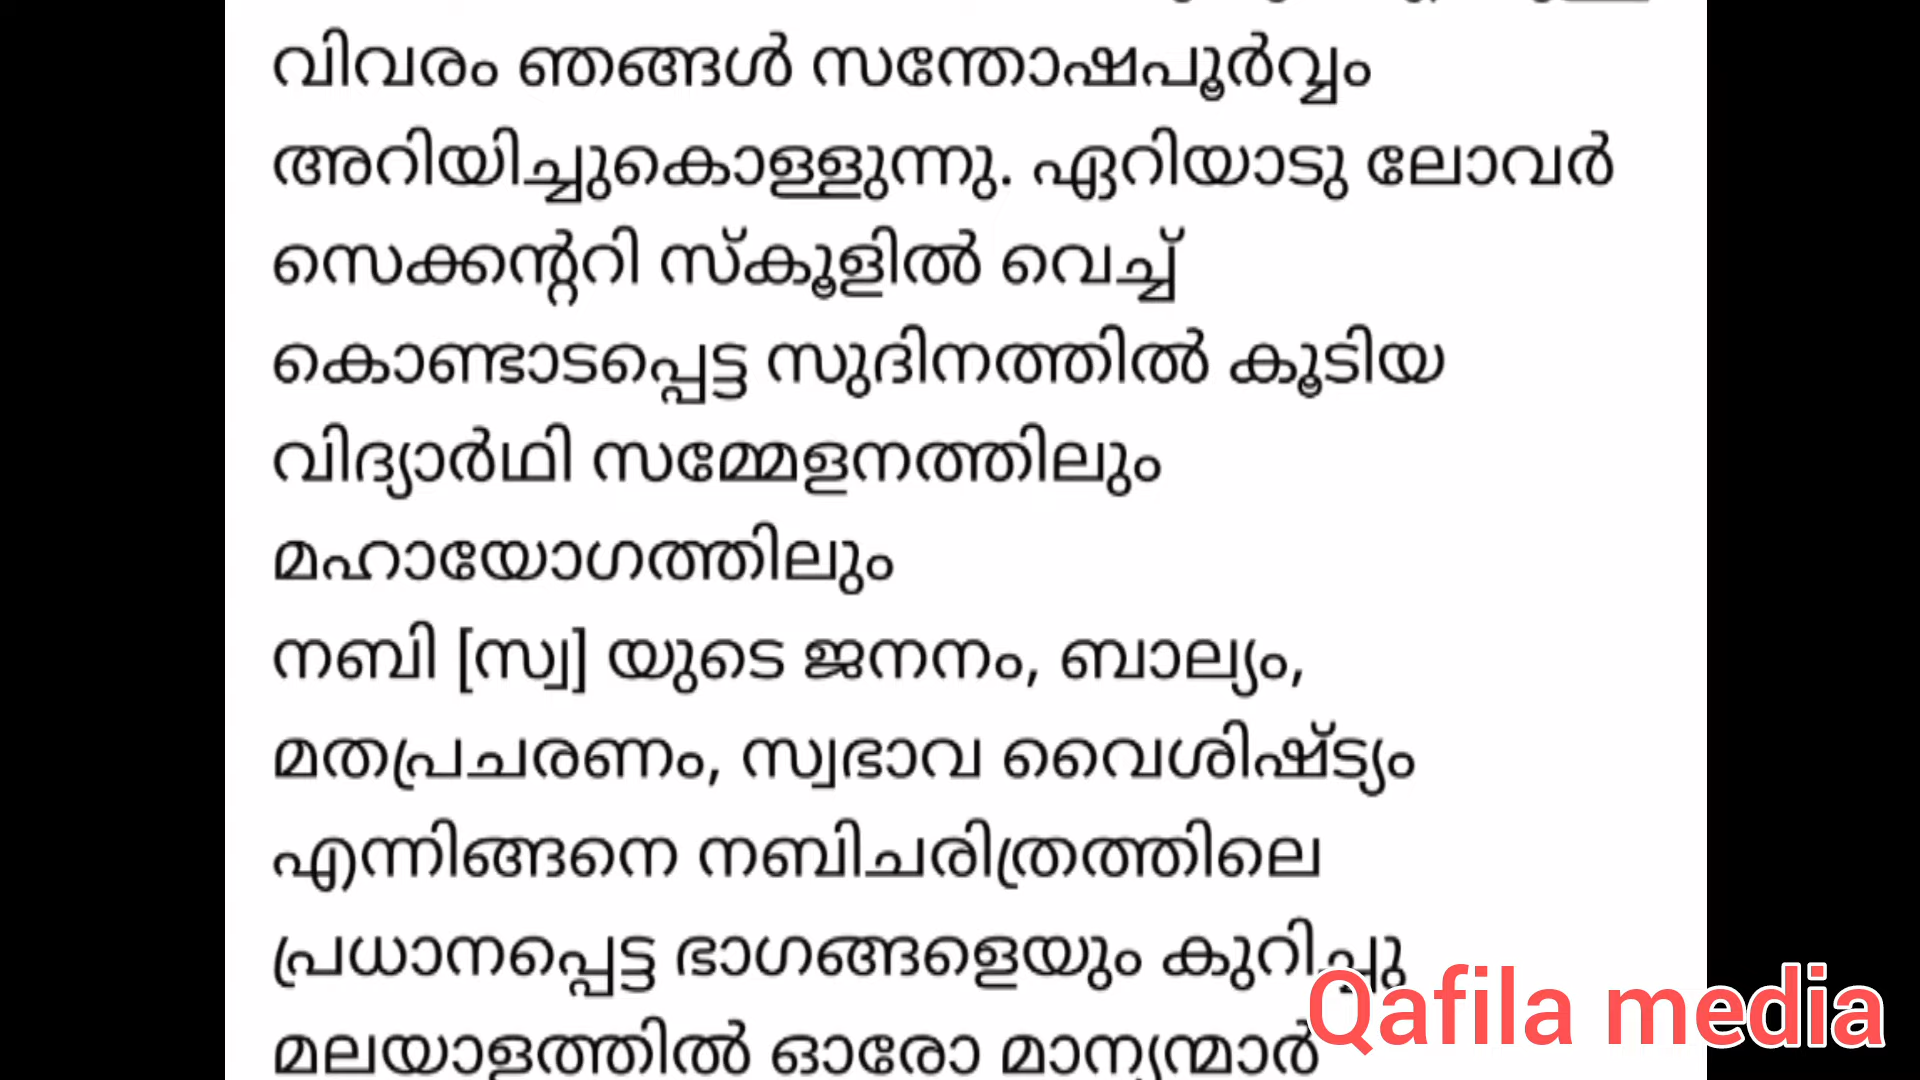 വിവരം ഞങ്ങൾ സന്തോഷപൂർവ്വം
അറിയിച്ചുകൊള്ളുന്നു. ഏറിയാടു ലോവർ
സെക്കന്ററി സ്കൂളിൽ വെച്ച്
കൊണ്ടാടപ്പെട്ട സുദിനത്തിൽ കൂടിയ
വിദ്യാർഥി സമ്മേളനത്തിലും
മഹായോഗത്തിലും
നബി [സ്വ] യുടെ ജനനം, ബാല്യം,
മതപ്രചരണം, സ്വഭാവ വൈശിഷ്ട്യം
എന്നിങ്ങനെ നബിചരിത്രത്തിലെ
പ്രധാനപ്പെട്ട ഭാഗങ്ങളെയും കുറിച്ചു
മലയാളത്തിൽ ഓരോ മാന്യന്മാർ
Qafila media